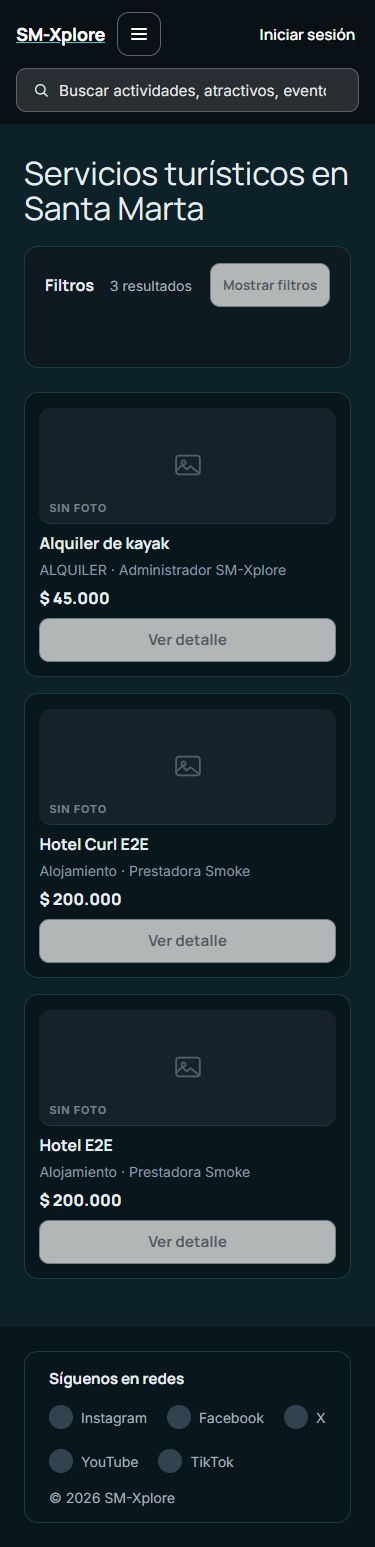 SM-Xplore
Iniciar sesión
Buscar actividades, atractivos, event
Servicios turísticos en
Santa Marta
Filtros 3 resultados Mostrar filtros
SIN FOTO
Alquiler de kayak
ALQUILER · Administrador SM-Xplore
$ 45.000
Ver detalle
SIN FOTO
Hotel Curl E2E
Alojamiento · Prestadora Smoke
$ 200.000
Ver detalle
SIN FOTO
Hotel E2E
Alojamiento · Prestadora Smoke
$ 200.000
Ver detalle
Síguenos en redes
Instagram Facebook X
YouTube TikTok
© 2026 SM-Xplore